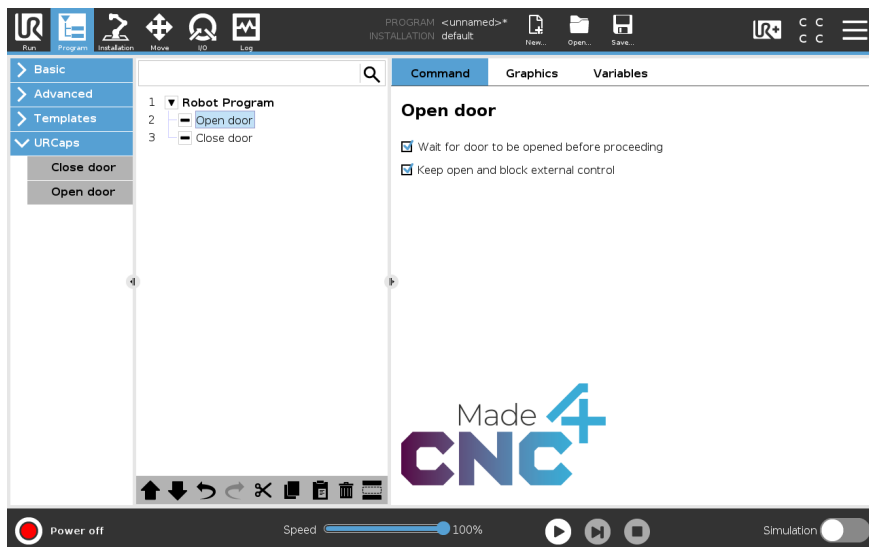 PROGRAM <unnamed>*
INSTALLATION default
UR
Run
Program
Installation
Move
I/O
Log
New...
Open...
Save...
UR+
C C
C C
Basic
Advanced
Templates
URCaps
Close door
Open door
1 Robot Program
2 Open door
3 Close door
Command Graphics Variables
Open door
Wait for door to be opened before proceeding
Keep open and block external control
Made 4
CNC
Power off
Speed 100%
Simulation